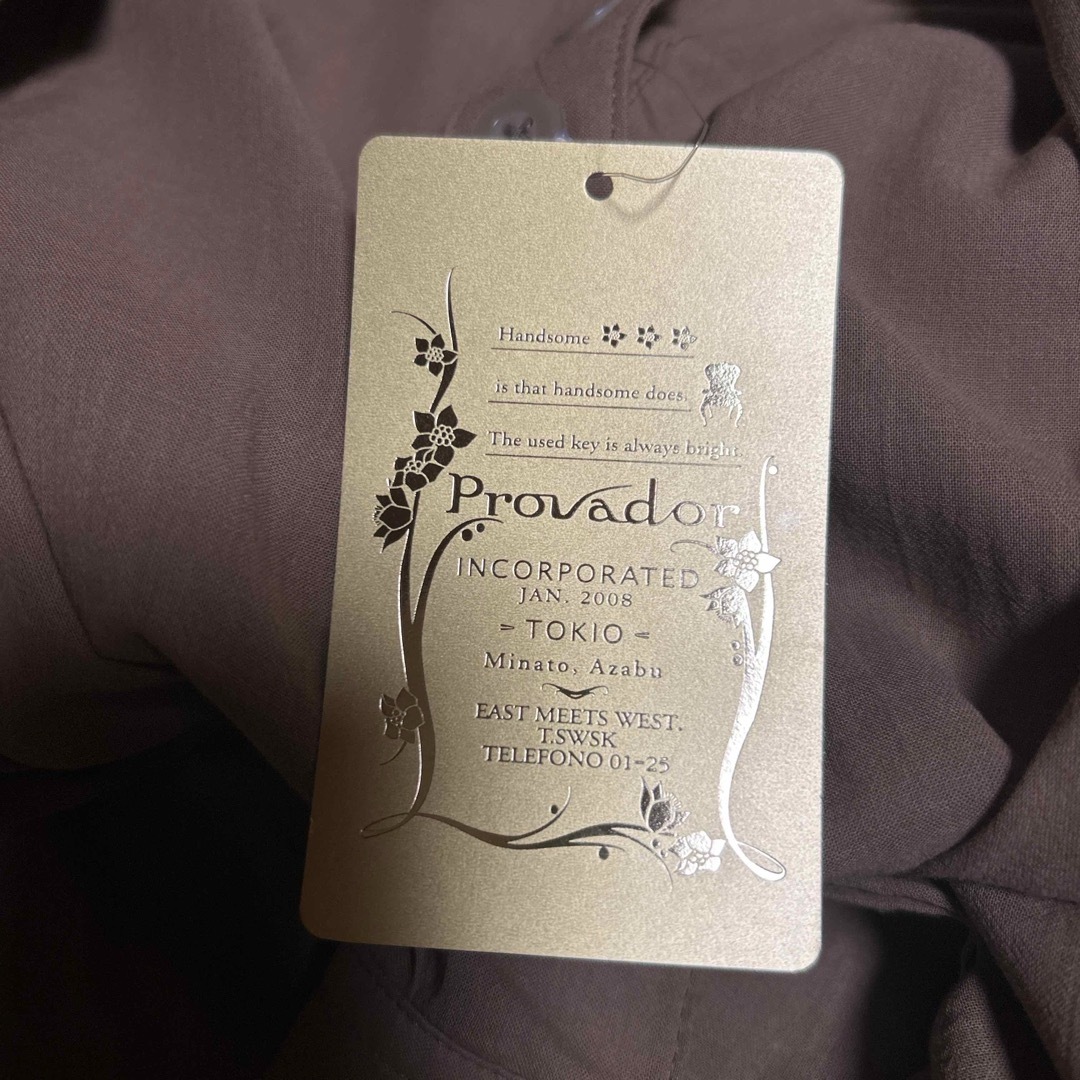 Handsome
is that handsome does.
The used key is always bright.
Provador
INCORPORATED
JAN. 2008
= TOKIO =
Minato, Azabu
EAST MEETS WEST.
T.SWSK
TELEFONO 01-25